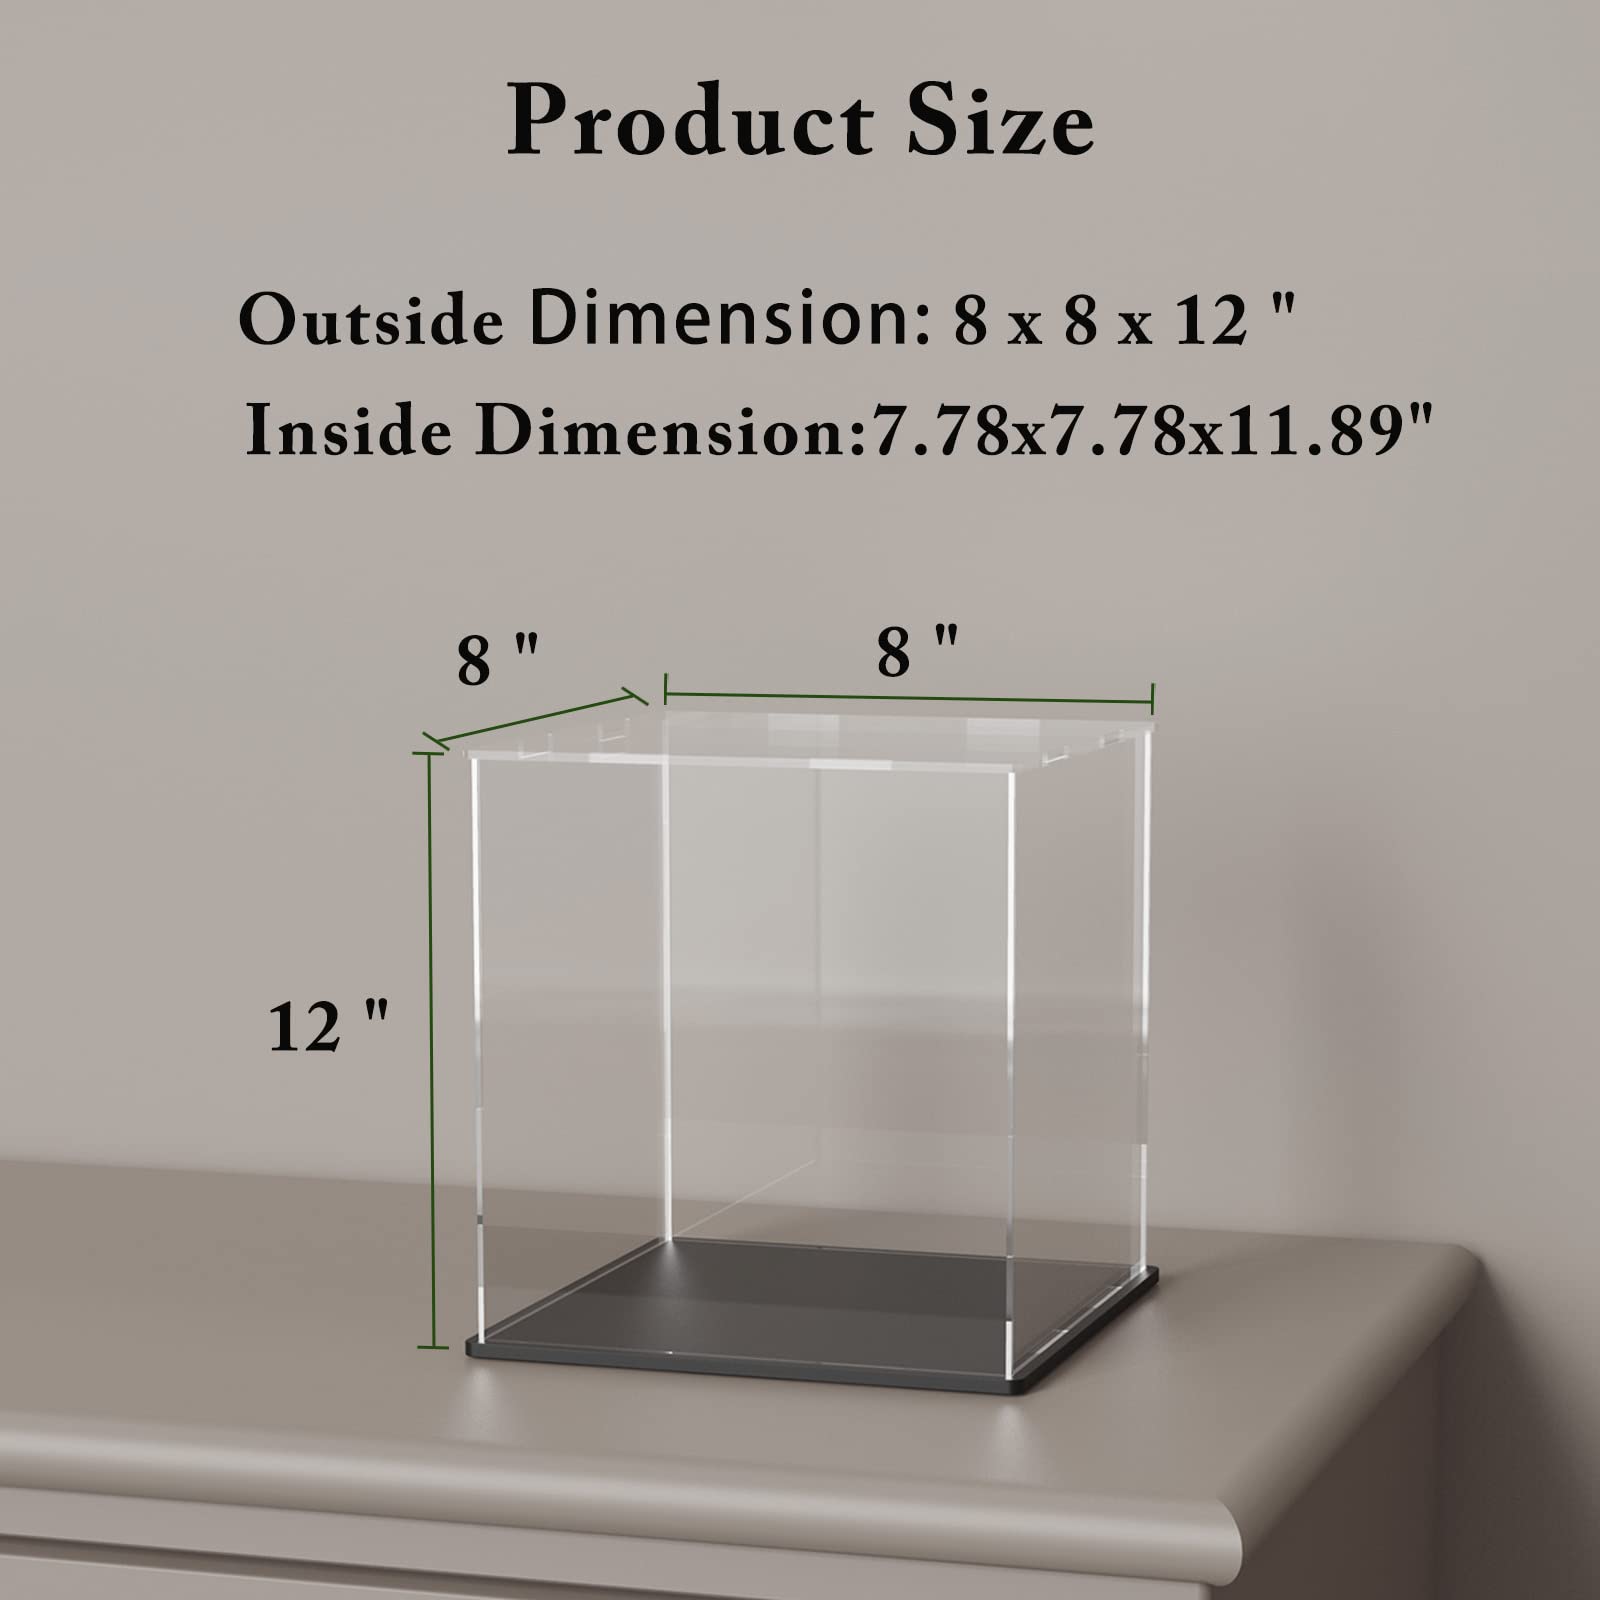 Product Size
Outside Dimension: 8 x 8 x 12 "
Inside Dimension:7.78x7.78x11.89"
8 "
8 "
12 "